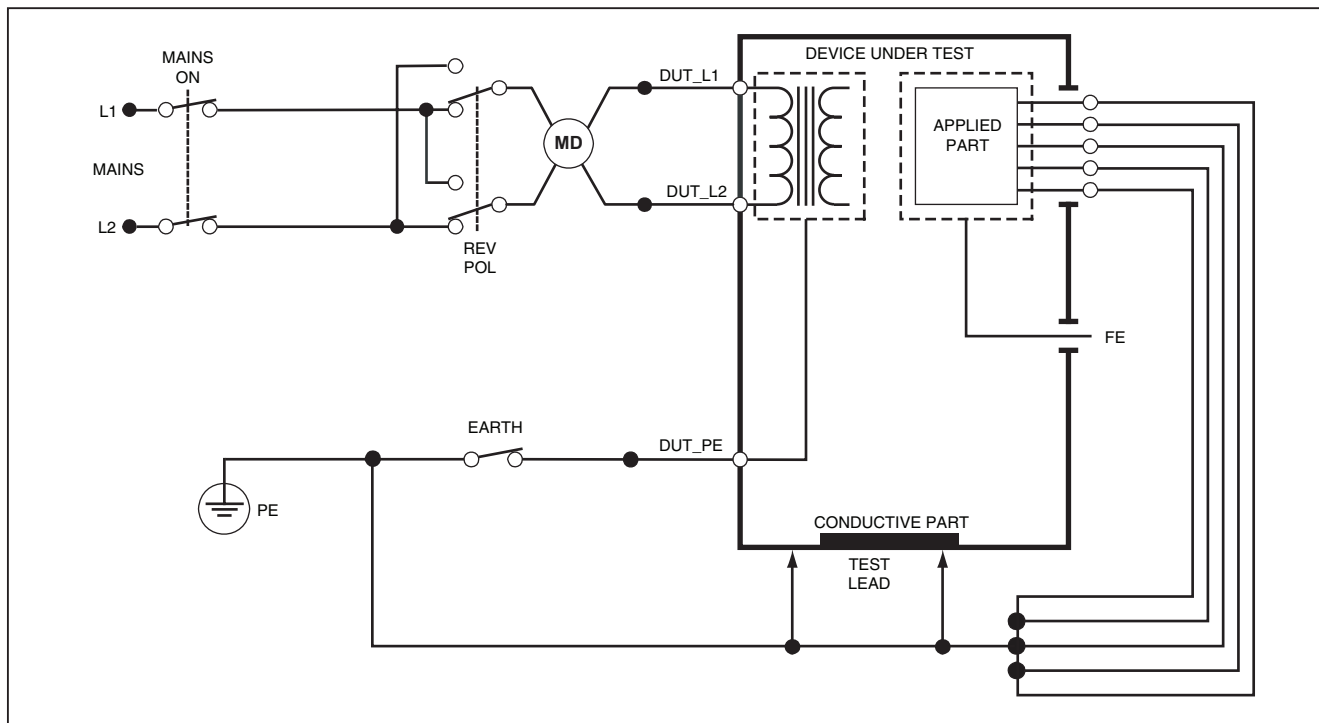 MAINS
ON
L1
MAINS
L2
REV
POL
MD
DUT_L1
DUT_L2
DEVICE UNDER TEST
APPLIED
PART
FE
EARTH
DUT_PE
PE
CONDUCTIVE PART
TEST
LEAD